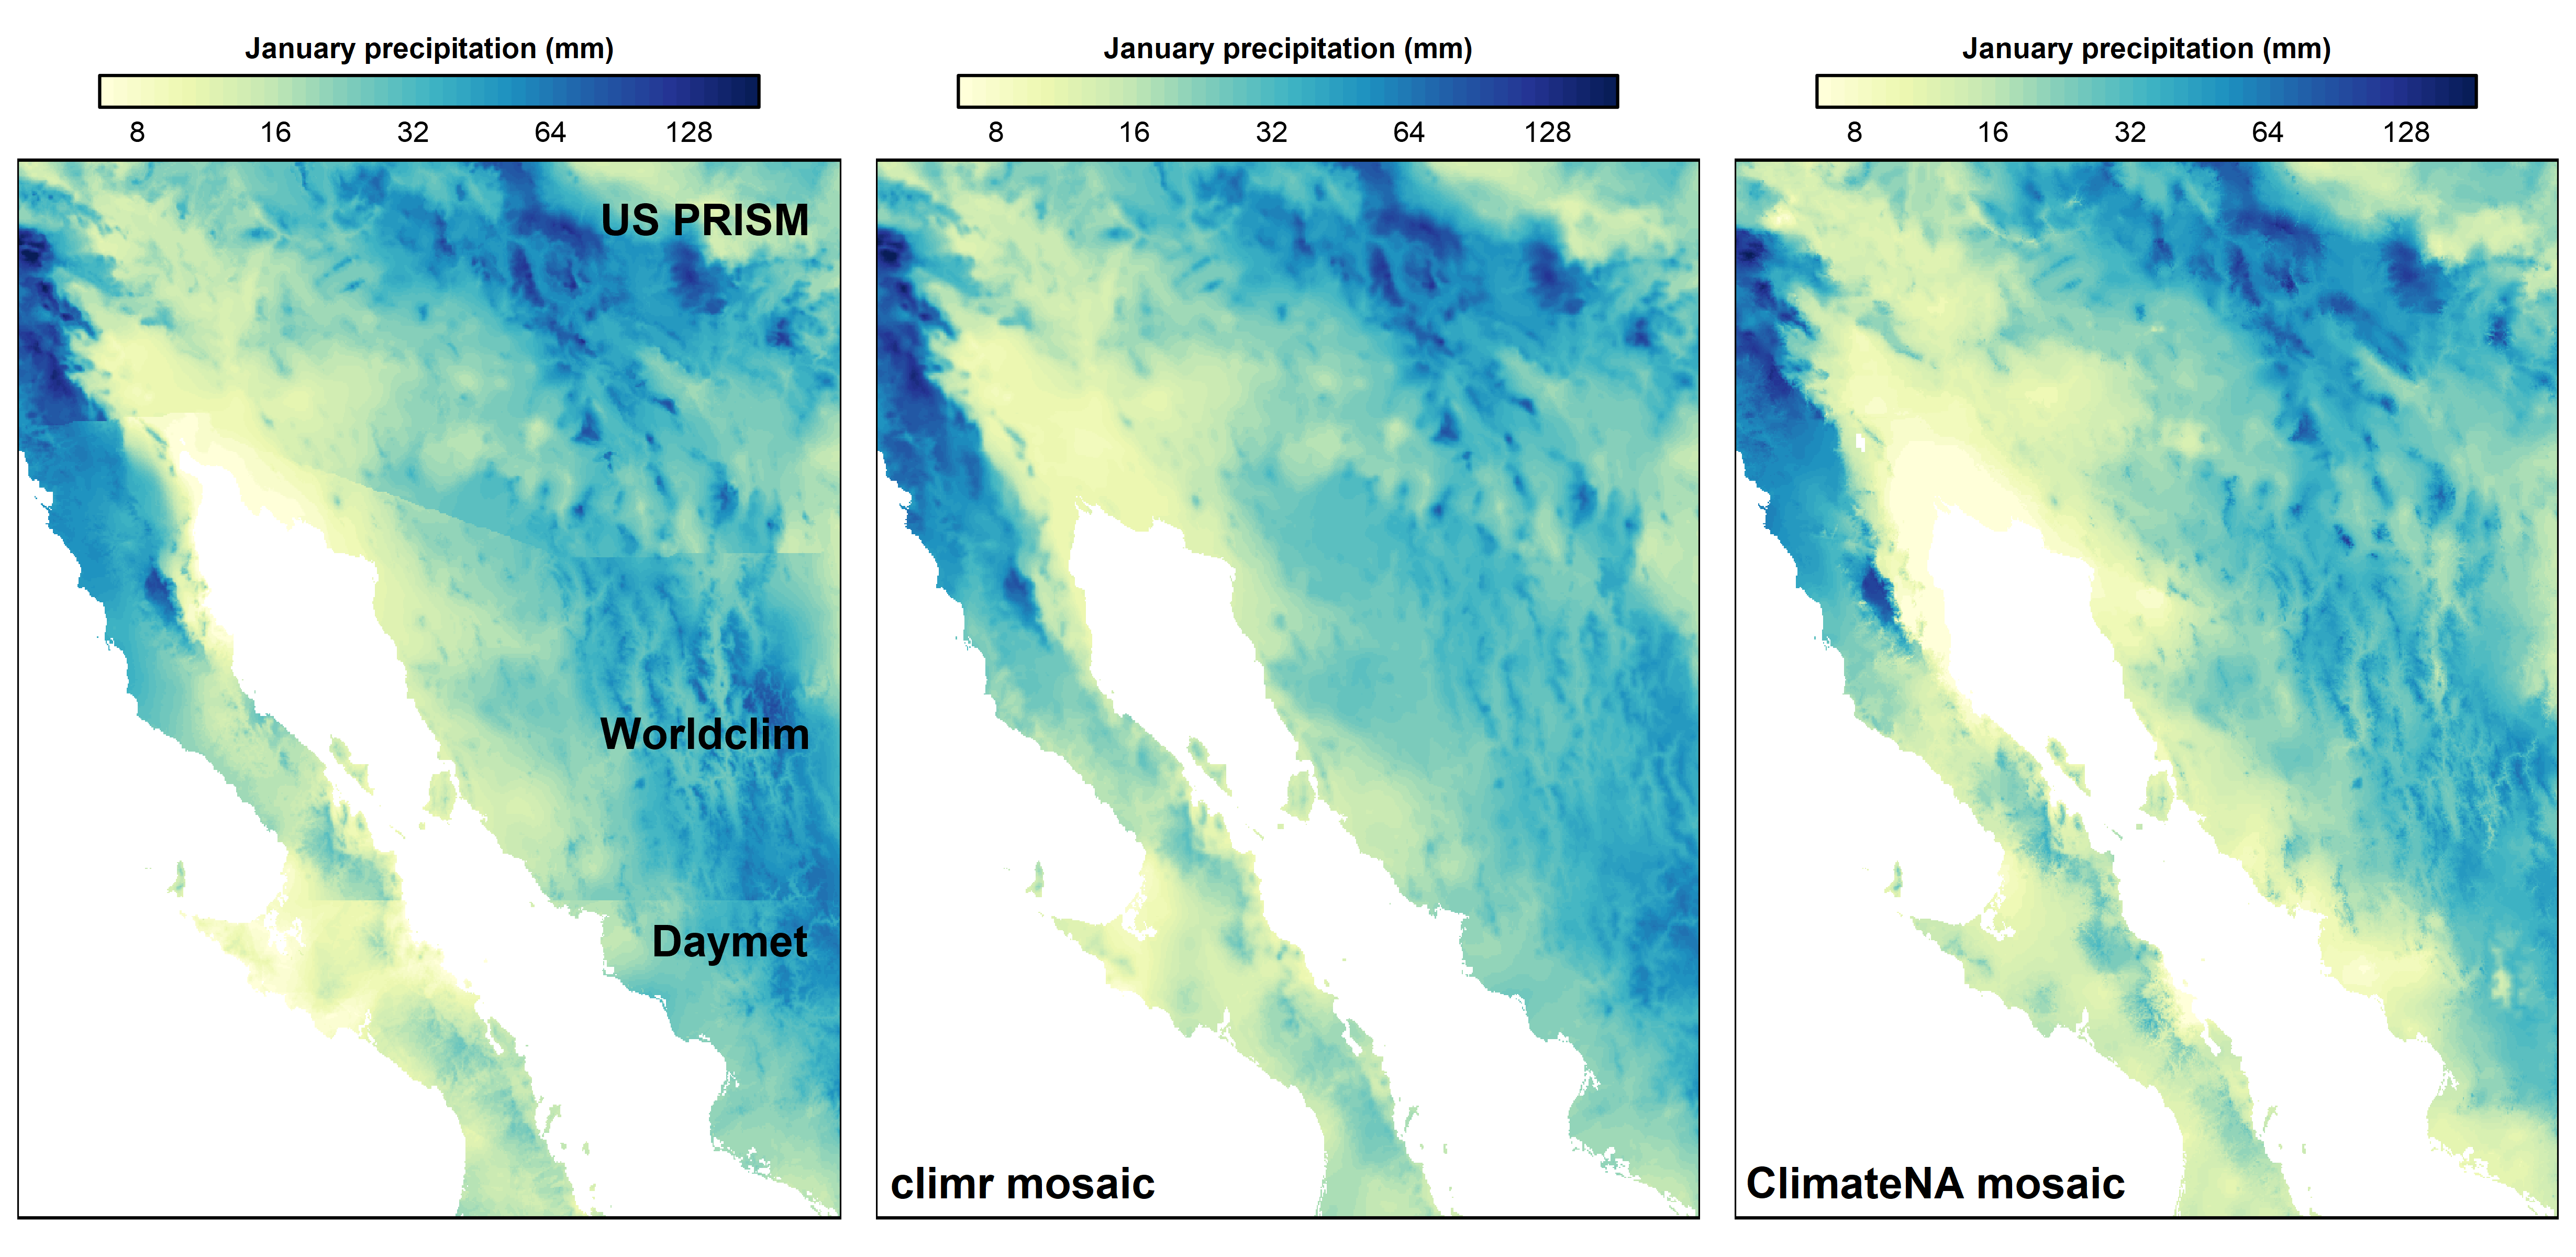 January precipitation (mm)
8 16 32 64 128
US PRISM
Worldclim
Daymet
January precipitation (mm)
8 16 32 64 128
climr mosaic
January precipitation (mm)
8 16 32 64 128
ClimateNA mosaic